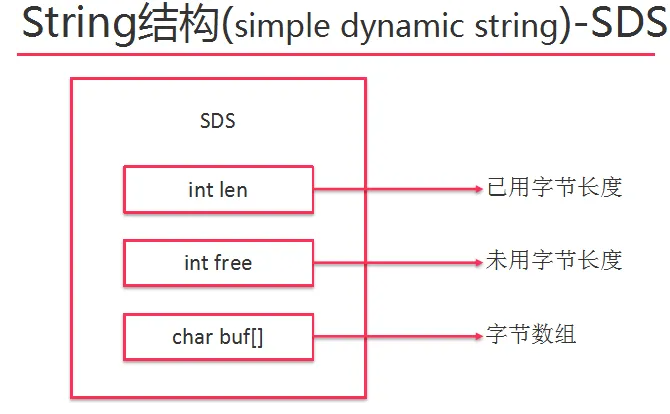 String结构(simple dynamic string)-SDS
SDS
int len
已用字节长度
int free
未用字节长度
char buf[]
字节数组